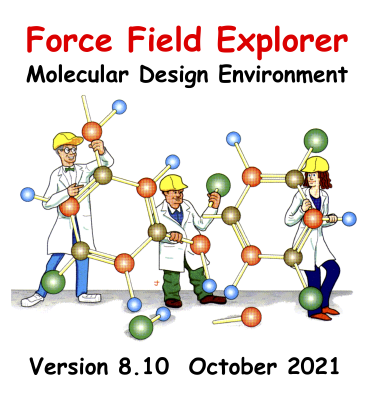 Force Field Explorer
Molecular Design Environment
Version 8.10 October 2021